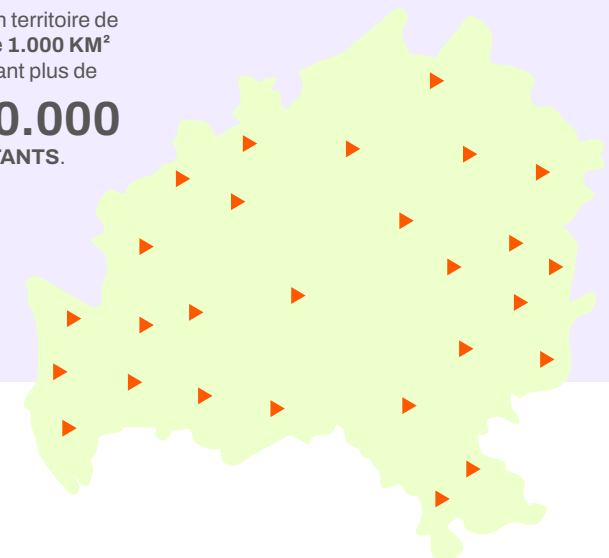 n territoire de
e 1.000 KM²
ant plus de
0.000
TANTS.